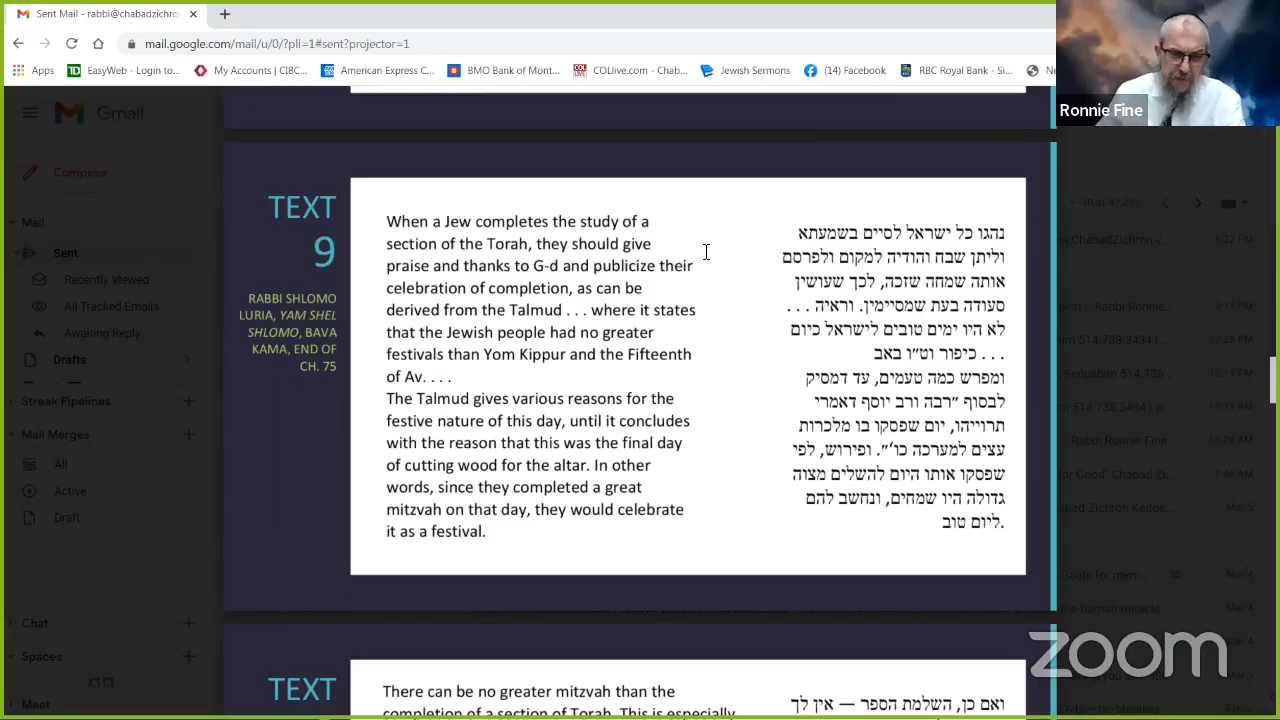 Sent Mail - rabbi@chabadzichro
mail.google.com/mail/u/0/?pli=1#sent?projector=1
Apps
EasyWeb - Login to...
My Accounts | CIBC...
American Express C...
BMO Bank of Mont...
COLlive.com - Chab...
Jewish Sermons
(14) Facebook
RBC Royal Bank - Si...
Ronnie Fine
Gmail
Compose
Mail
Sent
Recently Viewed
All Tracked Emails
Awaiting Reply
Drafts
Streak Pipelines
Mail Merges
All
Active
Draft
Chat
Spaces
Meet
TEXT
9
RABBI SHLOMO
LURIA, YAM SHEL
SHLOMO, BAVA
KAMA, END OF
CH. 75
When a Jew completes the study of a
section of the Torah, they should give
praise and thanks to G-d and publicize their
celebration of completion, as can be
derived from the Talmud . . . where it states
that the Jewish people had no greater
festivals than Yom Kippur and the Fifteenth
of Av. . . .
The Talmud gives various reasons for the
festive nature of this day, until it concludes
with the reason that this was the final day
of cutting wood for the altar. In other
words, since they completed a great
mitzvah on that day, they would celebrate
it as a festival.
נהגו כל ישראל לסיים בשמעתא
וליתן שבח והודיה למקום ולפרסם
אותה שמחה שזכה, לכך שעושין
סעודה בעת שמסיימין. וראיה . . .
לא היו ימים טובים לישראל כיום
כיפור וט״ו באב . . .
ומפרש כמה טעמים, עד דמסיק
לבסוף ״רבה ורב יוסף דאמרי
תרוייהו, יום שפסקו בו מלכרות
עצים למערכה כו׳״. ופירוש, לפי
שפסקו אותו היום להשלים מצוה
גדולה היו שמחים, ונחשב להם
ליום טוב.
TEXT
There can be no greater mitzvah than the
completion of a section of Torah. This is especially
ואם כן, השלמת הספר — אין לך
zoom